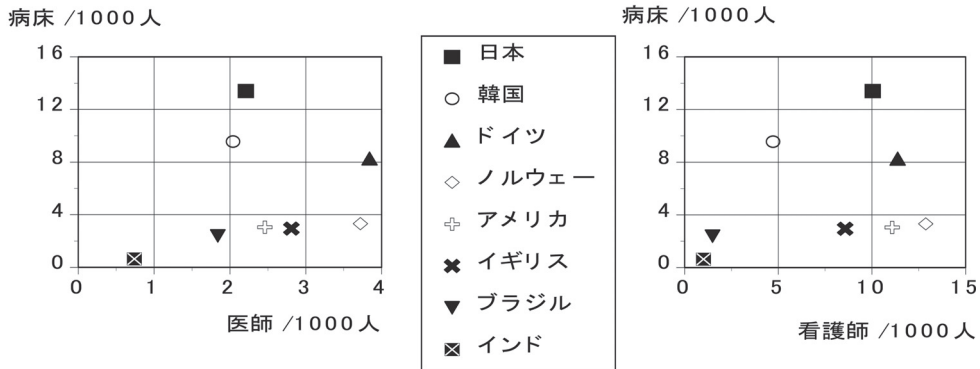 病床 /1000人
16
12
8
4
0
0 1 2 3 4
医師 /1000人
日本
韓国
ドイツ
ノルウェー
アメリカ
イギリス
ブラジル
インド
病床 /1000人
16
12
8
4
0
0 5 10 15
看護師 /1000人